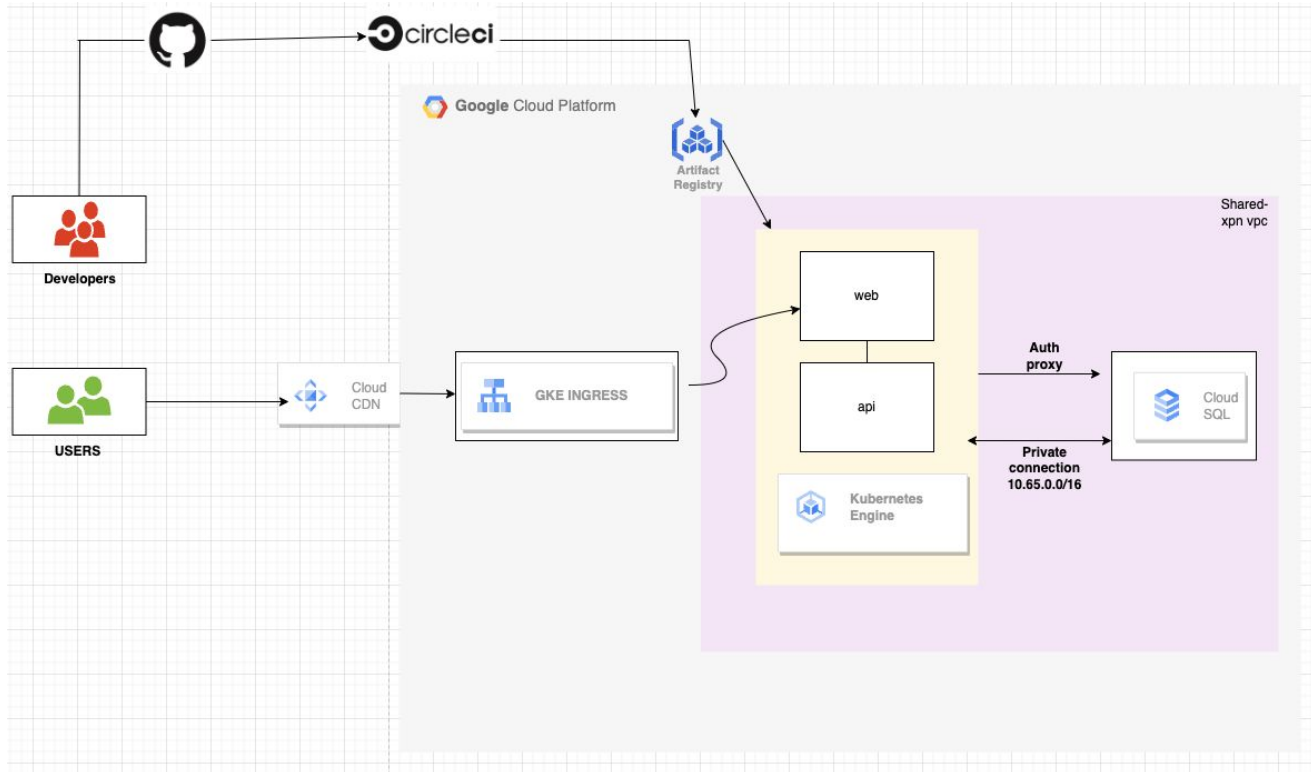 circleci
Google Cloud Platform
Artifact
Registry
Shared-
xpn vpc
Developers
web
Auth
proxy
Cloud
CDN
GKE INGRESS
Cloud
SQL
api
USERS
Private
connection
10.65.0.0/16
Kubernetes
Engine